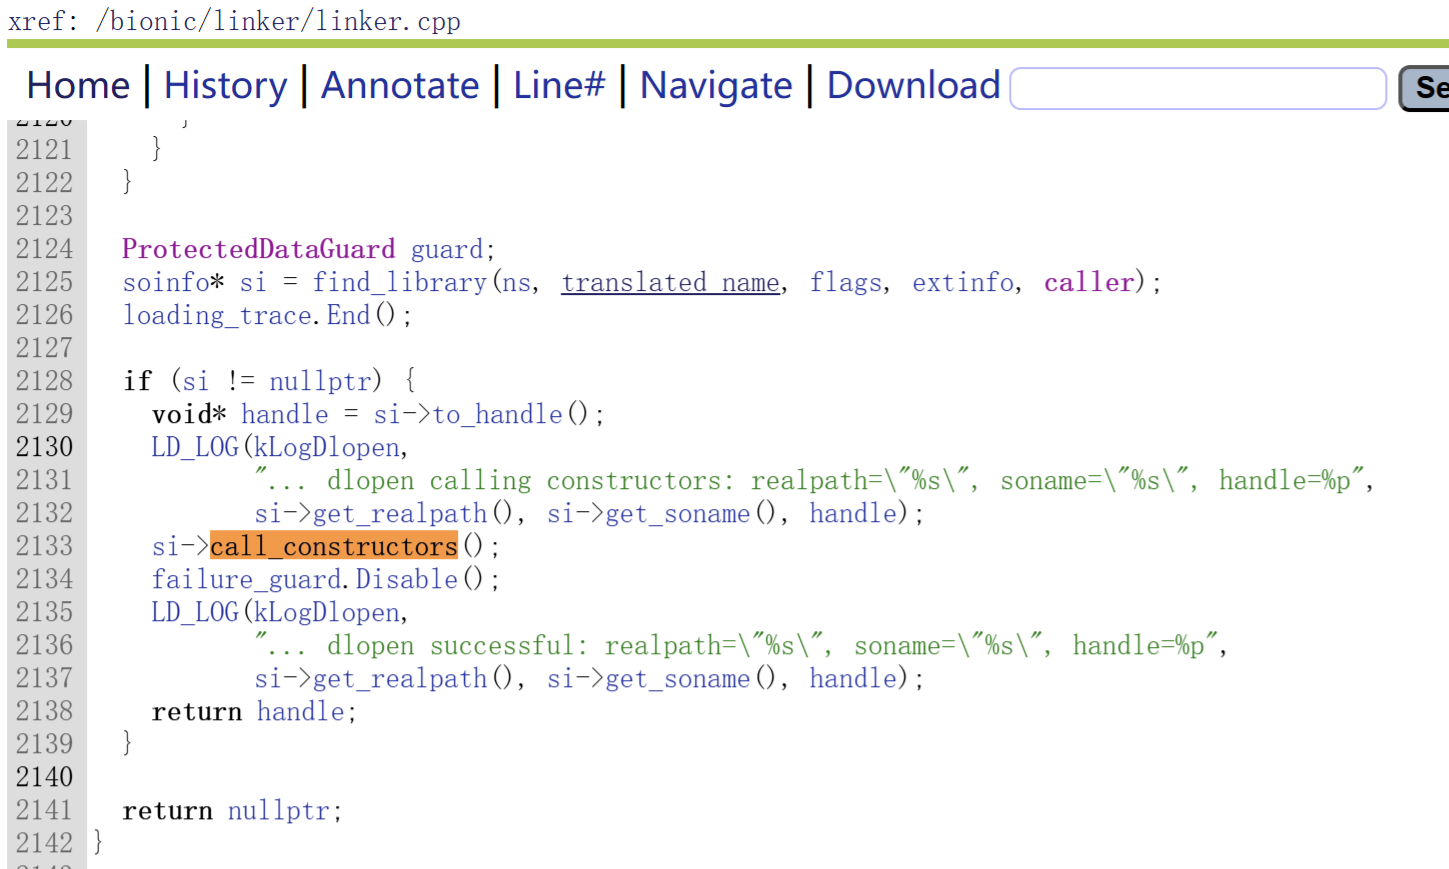 xref: /bionic/linker/linker.cpp
Home | History | Annotate | Line# | Navigate | Download
2120 }
2121 }
2122 }
2123
2124 ProtectedDataGuard guard;
2125 soinfo* si = find_library(ns, translated_name, flags, extinfo, caller);
2126 loading_trace.End();
2127
2128 if (si != nullptr) {
2129 void* handle = si->to_handle();
2130 LD_LOG(kLogDlopen,
2131 "... dlopen calling constructors: realpath=\"%s\", soname=\"%s\", handle=%p",
2132 si->get_realpath(), si->get_soname(), handle);
2133 si->call_constructors();
2134 failure_guard.Disable();
2135 LD_LOG(kLogDlopen,
2136 "... dlopen successful: realpath=\"%s\", soname=\"%s\", handle=%p",
2137 si->get_realpath(), si->get_soname(), handle);
2138 return handle;
2139 }
2140
2141 return nullptr;
2142 }